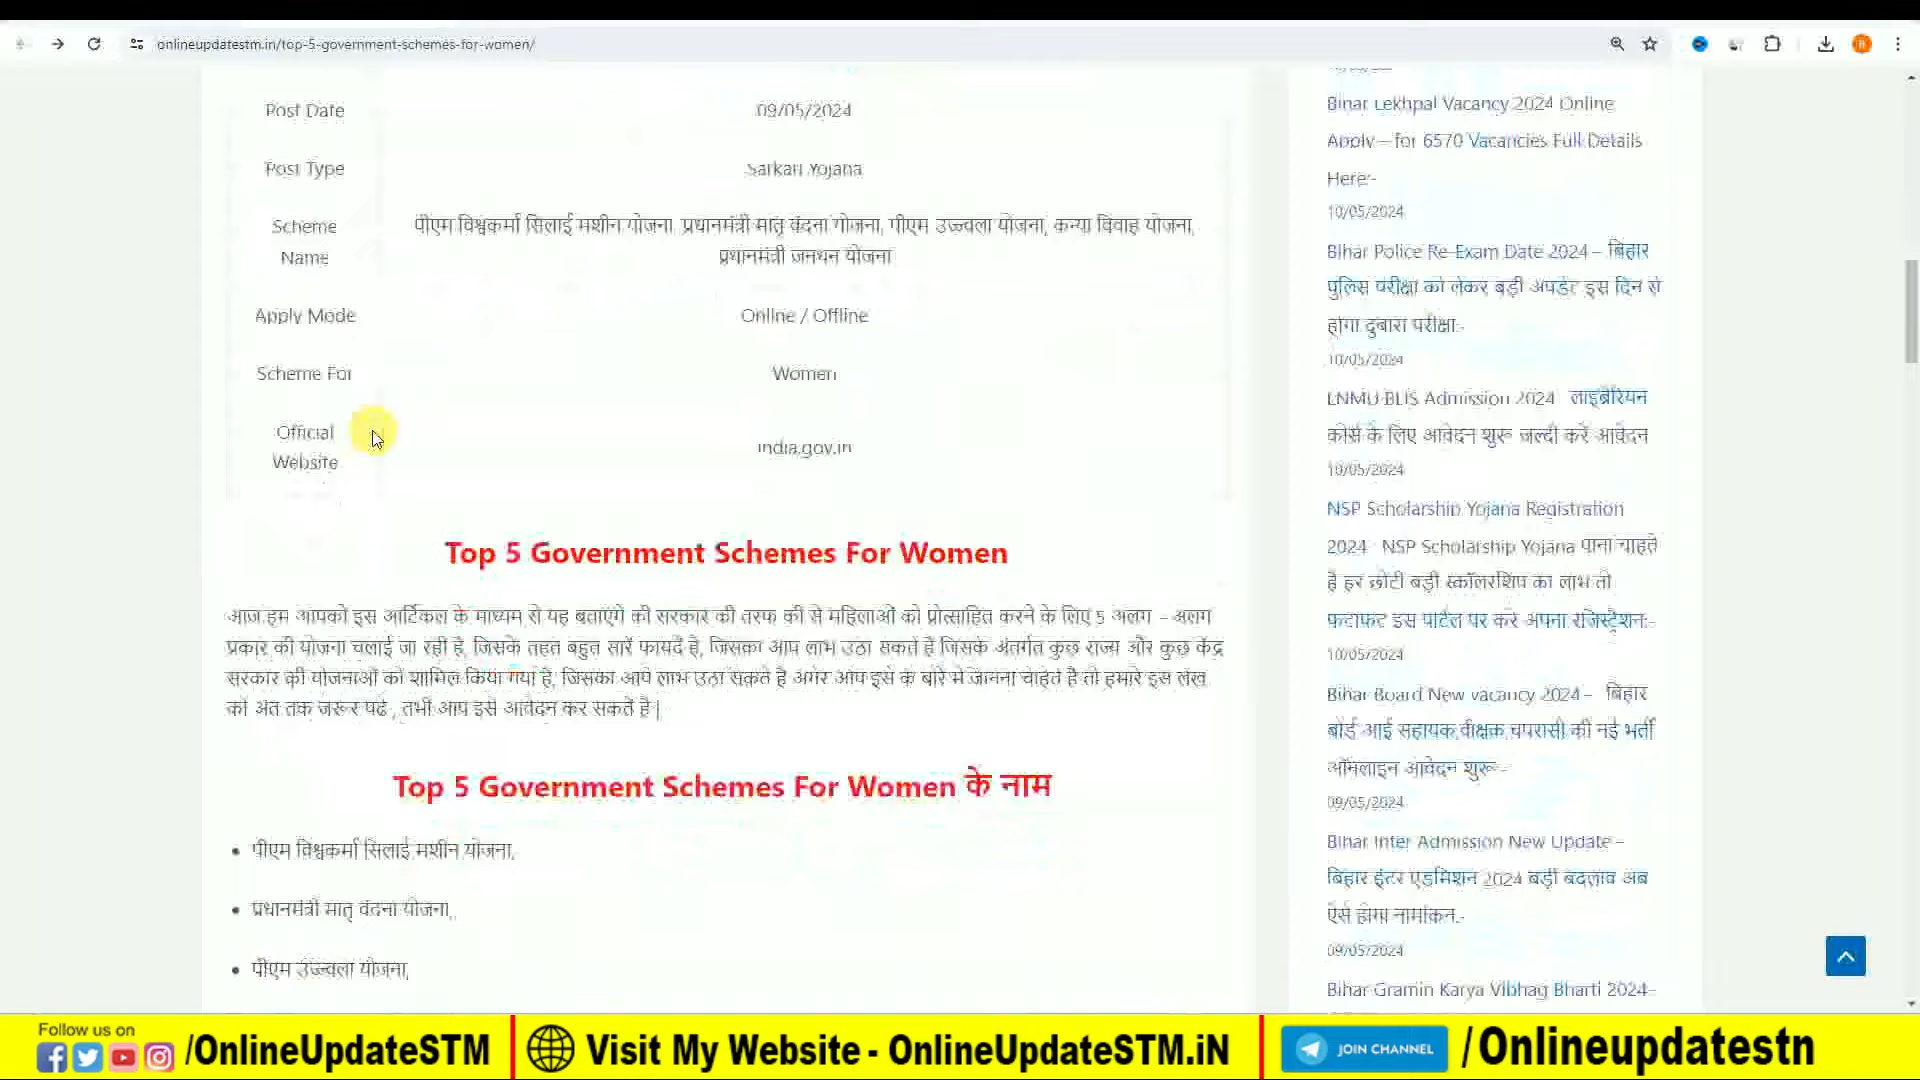 onlineupdatestm.in/top-5-government-schemes-for-women/
Post Date 09/05/2024
Post Type Sarkari Yojana
Scheme Name पीएम विश्वकर्मा सिलाई मशीन योजना, प्रधानमंत्री मातृ वंदना योजना, पीएम उज्ज्वला योजना, कन्या विवाह योजना,
प्रधानमंत्री जनधन योजना
Apply Mode Online / Offline
Scheme For Women
Official Website india.gov.in
Top 5 Government Schemes For Women
आज हम आपको इस आर्टिकल के माध्यम से यह बताएंगे की सरकार की तरफ की से महिलाओं को प्रोत्साहित करने के लिए 5 अलग – अलग
प्रकार की योजना चलाई जा रही है, जिसके तहत बहुत सारें फायदें है, जिसका आप लाभ उठा सकते है जिसके अंतर्गत कुछ राज्य और कुछ केंद्र
सरकार की योजनाओं को शामिल किया गया है, जिसका आप लाभ उठा सकते है अगर आप इसे के बारे में जानना चाहते है तो हमारे इस लेख
को अंत तक जरूर पढे , तभी आप इसे आवेदन कर सकतें है |
Top 5 Government Schemes For Women के नाम
• पीएम विश्वकर्मा सिलाई मशीन योजना,
• प्रधानमंत्री मातृ वंदना योजना,
• पीएम उज्ज्वला योजना,
Bihar Lekhpal Vacancy 2024 Online
Apply – for 6570 Vacancies Full Details
Here:-
10/05/2024
Bihar Police Re-Exam Date 2024 – बिहार
पुलिस परीक्षा को लेकर बड़ी अपडेट इस दिन से
होगा दुबारा परीक्षा:-
10/05/2024
LNMU BLIS Admission 2024 लाइब्रेरियन
कोर्स के लिए आवेदन शुरू जल्दी करें आवेदन
10/05/2024
NSP Scholarship Yojana Registration
2024 NSP Scholarship Yojana पाना चाहते
है हर छोटी बड़ी स्कॉलरशिप का लाभ तो
फटाफट इस पोर्टल पर करे अपना रजिस्ट्रेशन:-
10/05/2024
Bihar Board New vacancy 2024 – बिहार
बोर्ड आई सहायक,वीक्षक,चपरासी की नई भर्ती
ऑनलाइन आवेदन शुरू-
09/05/2024
Bihar Inter Admission New Update –
बिहार इंटर एडमिशन 2024 बड़ी बदलाव अब
ऐसे होगा नामांकन:-
09/05/2024
Bihar Gramin Karya Vibhag Bharti 2024-
Follow us on
/OnlineUpdateSTM
Visit My Website - OnlineUpdateSTM.iN
JOIN CHANNEL
/Onlineupdatestn